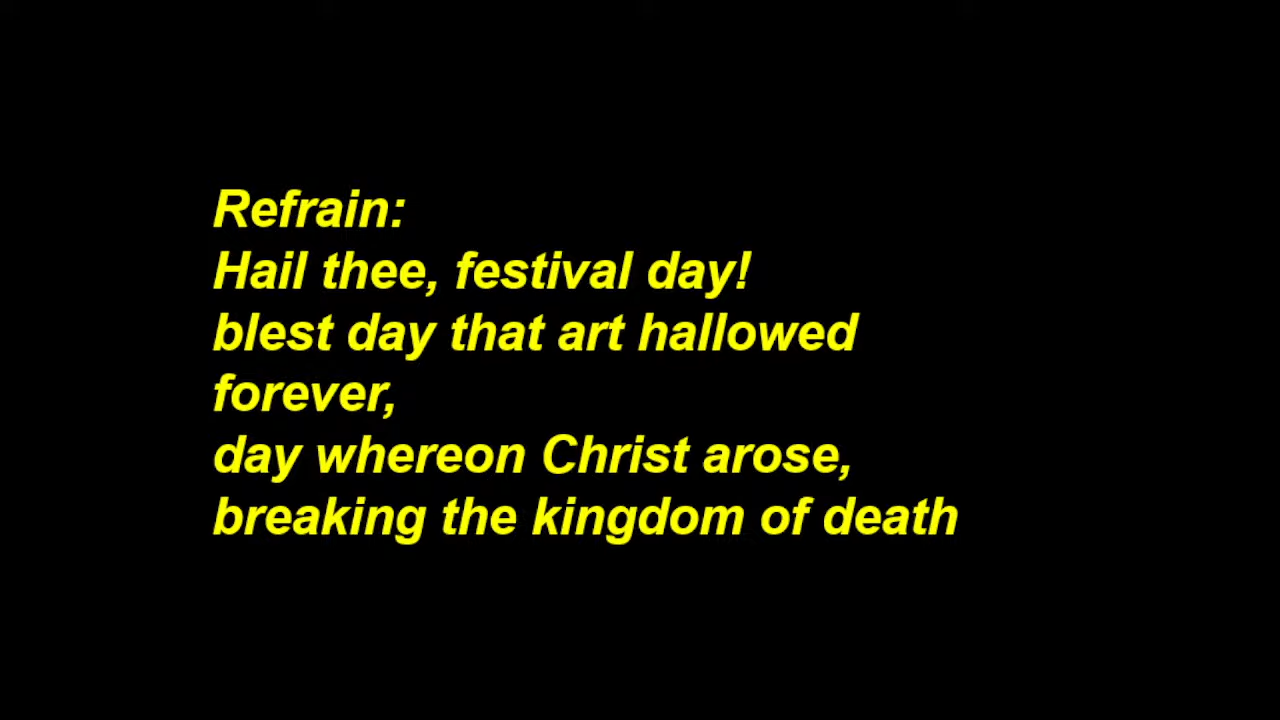 Refrain:
Hail thee, festival day!
blest day that art hallowed
forever,
day whereon Christ arose,
breaking the kingdom of death